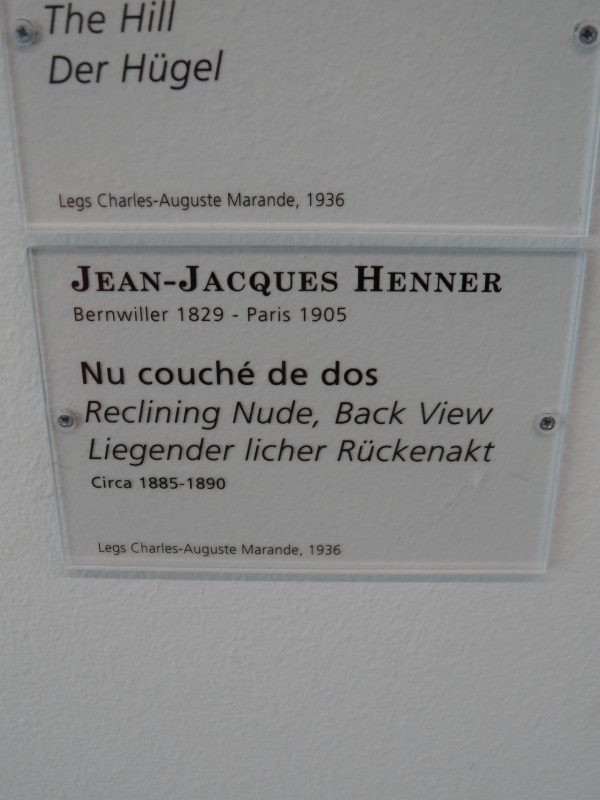 The Hill
Der Hügel
Legs Charles-Auguste Marande, 1936
JEAN-JACQUES HENNER
Bernwiller 1829 - Paris 1905
Nu couché de dos
Reclining Nude, Back View
Liegender licher Rückenakt
Circa 1885-1890
Legs Charles-Auguste Marande, 1936